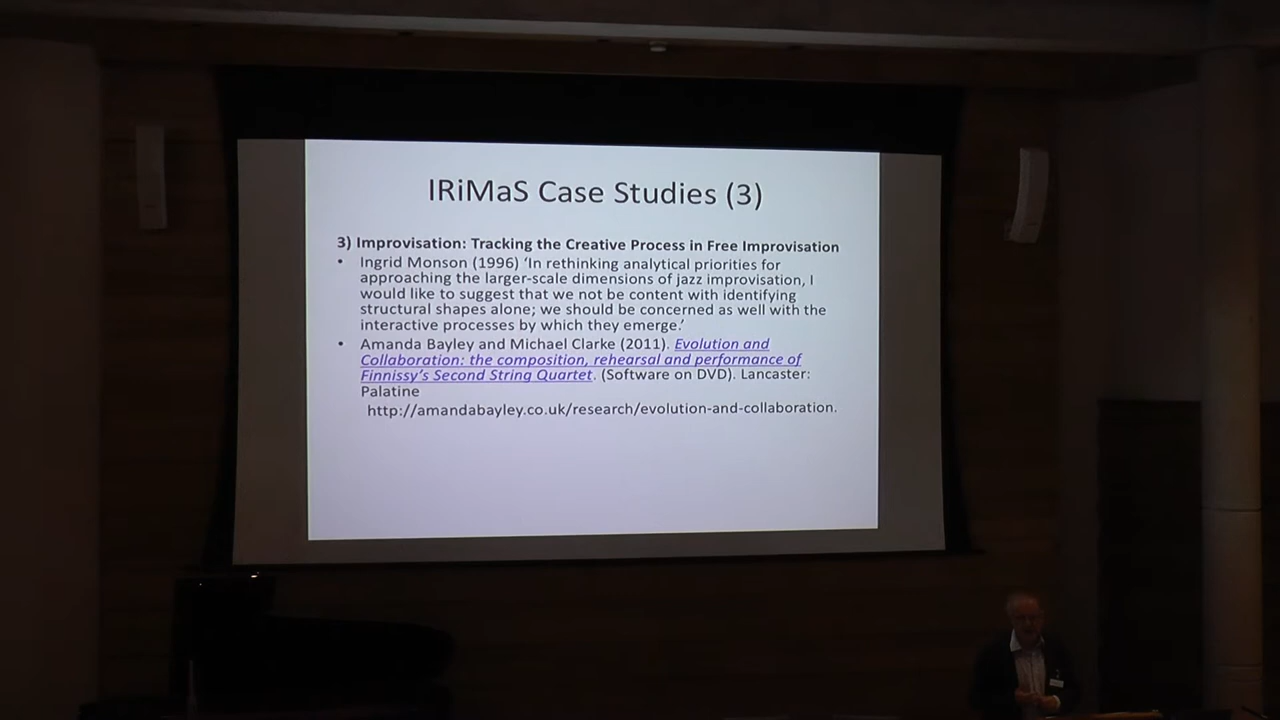 IRiMaS Case Studies (3)
3) Improvisation: Tracking the Creative Process in Free Improvisation
• Ingrid Monson (1996) ‘In rethinking analytical priorities for
approaching the larger-scale dimensions of jazz improvisation, I
would like to suggest that we not be content with identifying
structural shapes alone; we should be concerned as well with the
interactive processes by which they emerge.’
• Amanda Bayley and Michael Clarke (2011). Evolution and
Collaboration: the composition, rehearsal and performance of
Finnissy’s Second String Quartet. (Software on DVD). Lancaster:
Palatine
http://amandabayley.co.uk/research/evolution-and-collaboration.